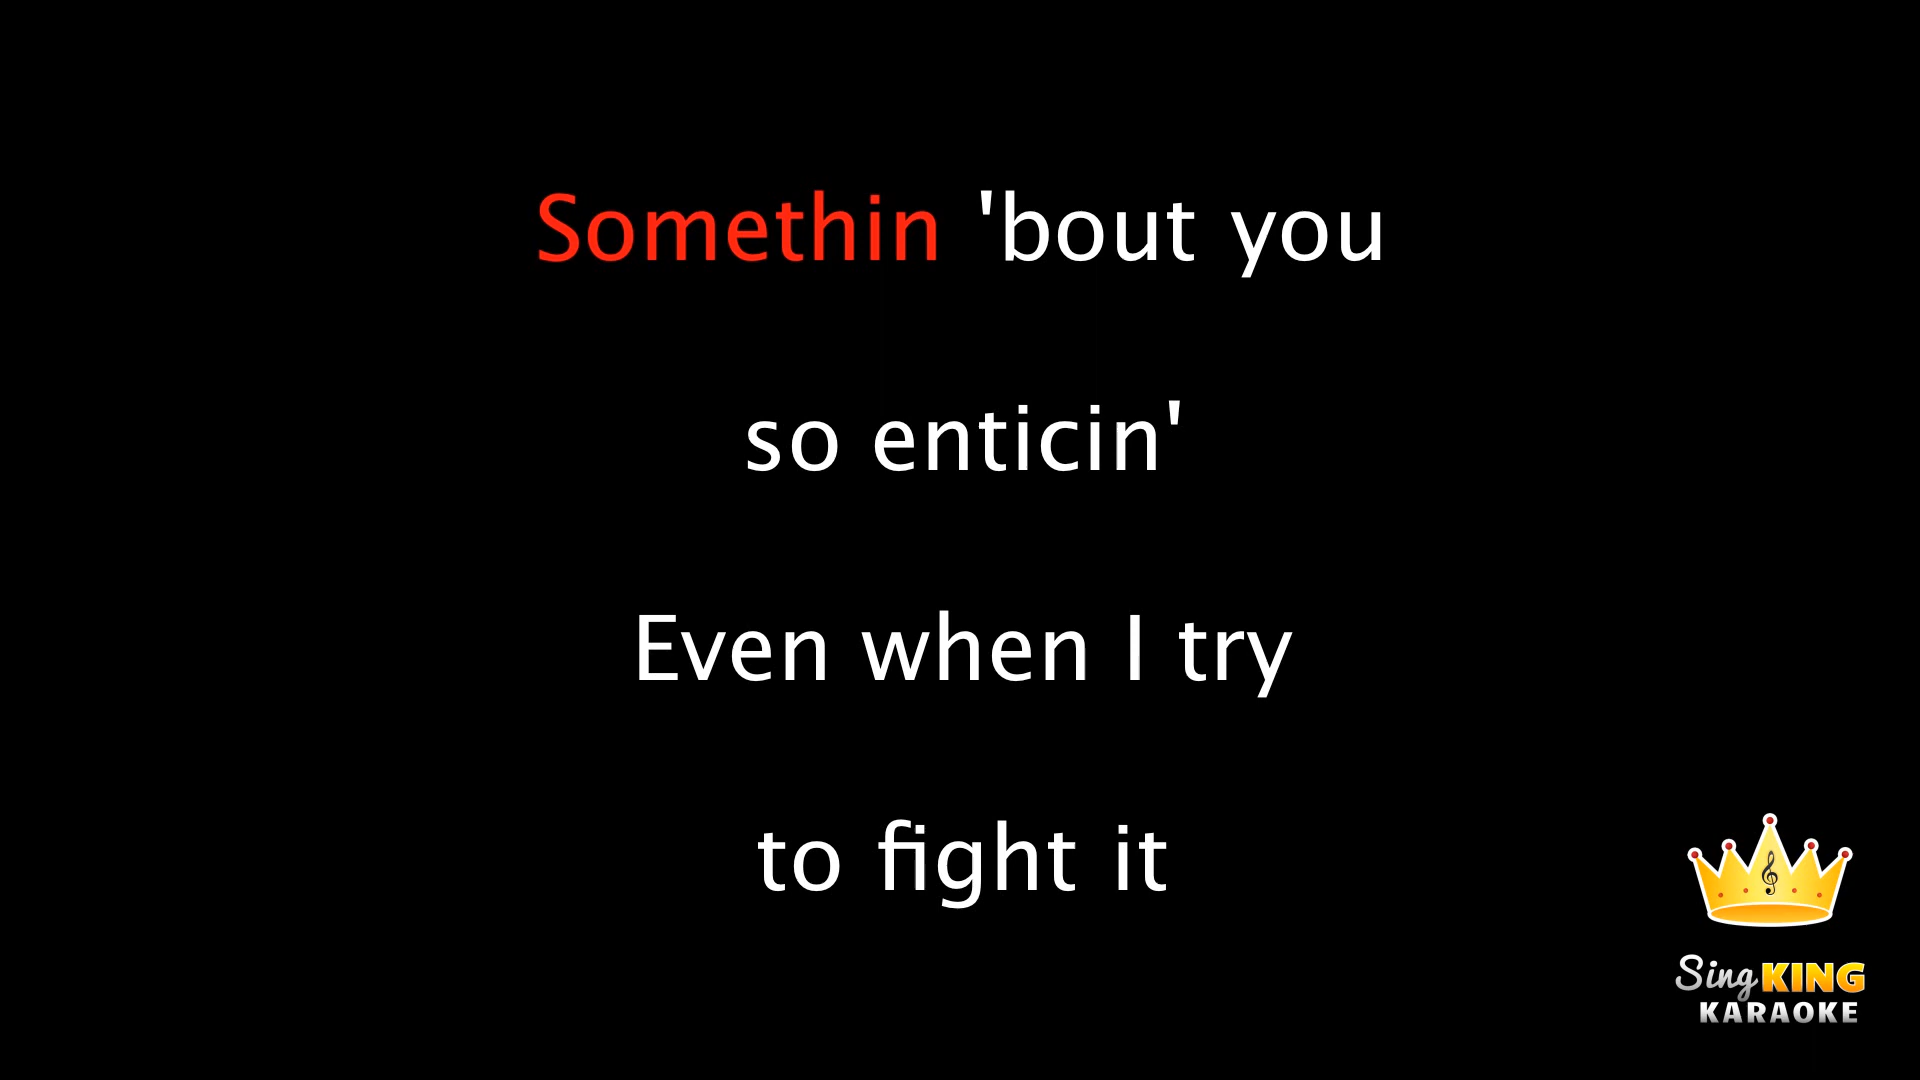 Somethin 'bout you
so enticin'
Even when I try
to fight it
Sing KING
KARAOKE